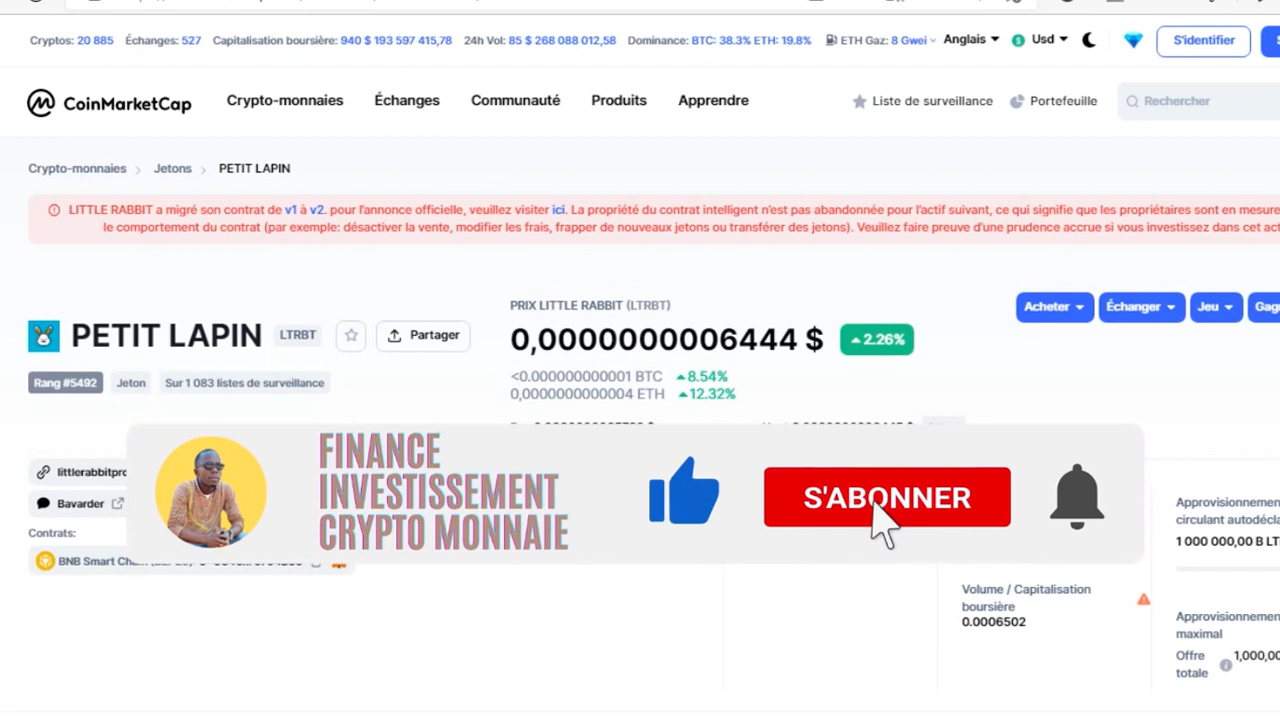 Cryptos: 20 885 Échanges: 527 Capitalisation boursière: 940 $ 193 597 415,78 24h Vol: 85 $ 268 088 012,58 Dominance: BTC: 38.3% ETH: 19.8% ETH Gaz: 8 Gwei Anglais Usd S'identifier
CoinMarketCap Crypto-monnaies Échanges Communauté Produits Apprendre Liste de surveillance Portefeuille Rechercher
Crypto-monnaies Jetons PETIT LAPIN
LITTLE RABBIT a migré son contrat de v1 à v2. pour l'annonce officielle, veuillez visiter ici. La propriété du contrat intelligent n'est pas abandonnée pour l'actif suivant, ce qui signifie que les propriétaires sont en mesure
le comportement du contrat (par exemple: désactiver la vente, modifier les frais, frapper de nouveaux jetons ou transférer des jetons). Veuillez faire preuve d'une prudence accrue si vous investissez dans cet
PRIX LITTLE RABBIT (LTRBT)
Acheter Échanger Jeu
PETIT LAPIN LTRBT Partager
0,0000000006444 $ 2.26%
<0.000000000001 BTC 8.54%
0,0000000000004 ETH 12.32%
Rang #5492 Jeton Sur 1 083 listes de surveillance
FINANCE
INVESTISSEMENT
CRYPTO MONNAIE
S'ABONNER
Bavarder
Contrats:
BNB Smart
Approvisionnement
circulant
1 000 000,00 B
Volume / Capitalisation
boursière
0.0006502
Approvisionnement
maximal
Offre
totale